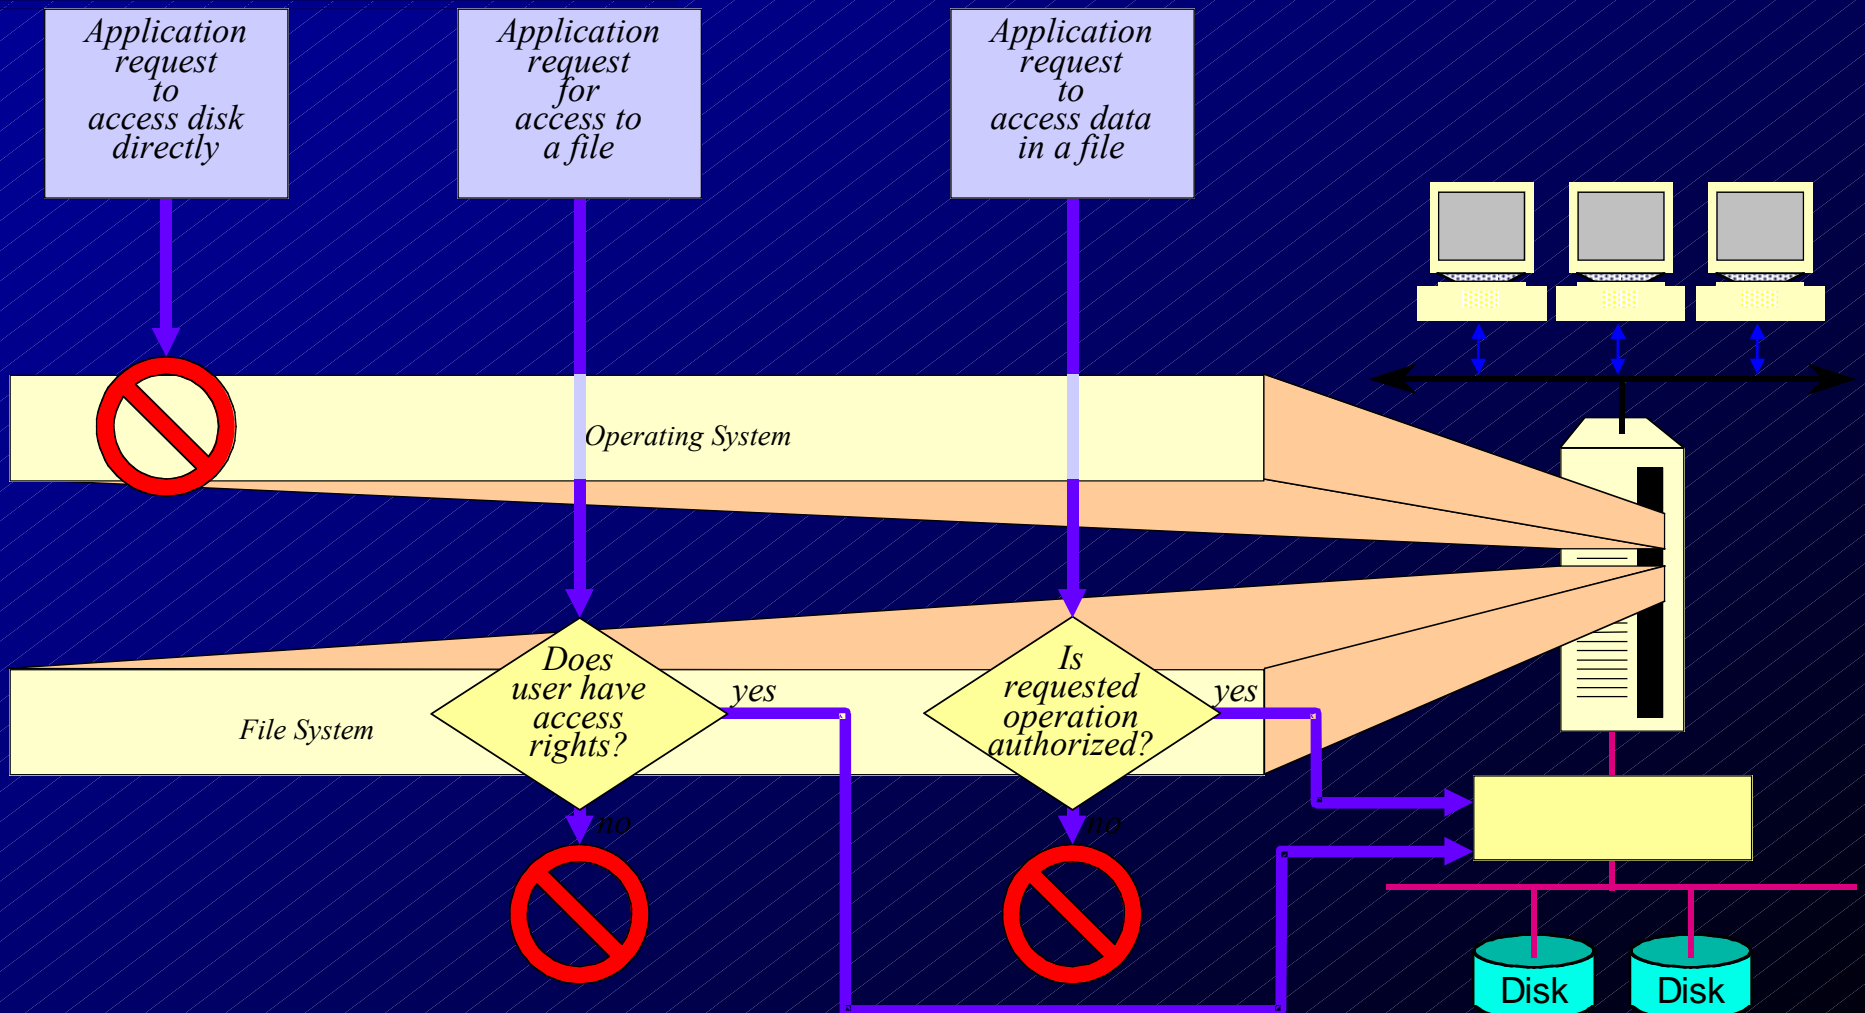 Application
request
to
access disk
directly
Application
request
for
access to
a file
Application
request
to
access data
in a file
Operating System
File System
Does
user have
access
rights?
yes
no
Is
requested
operation
authorized?
yes
no
Disk
Disk